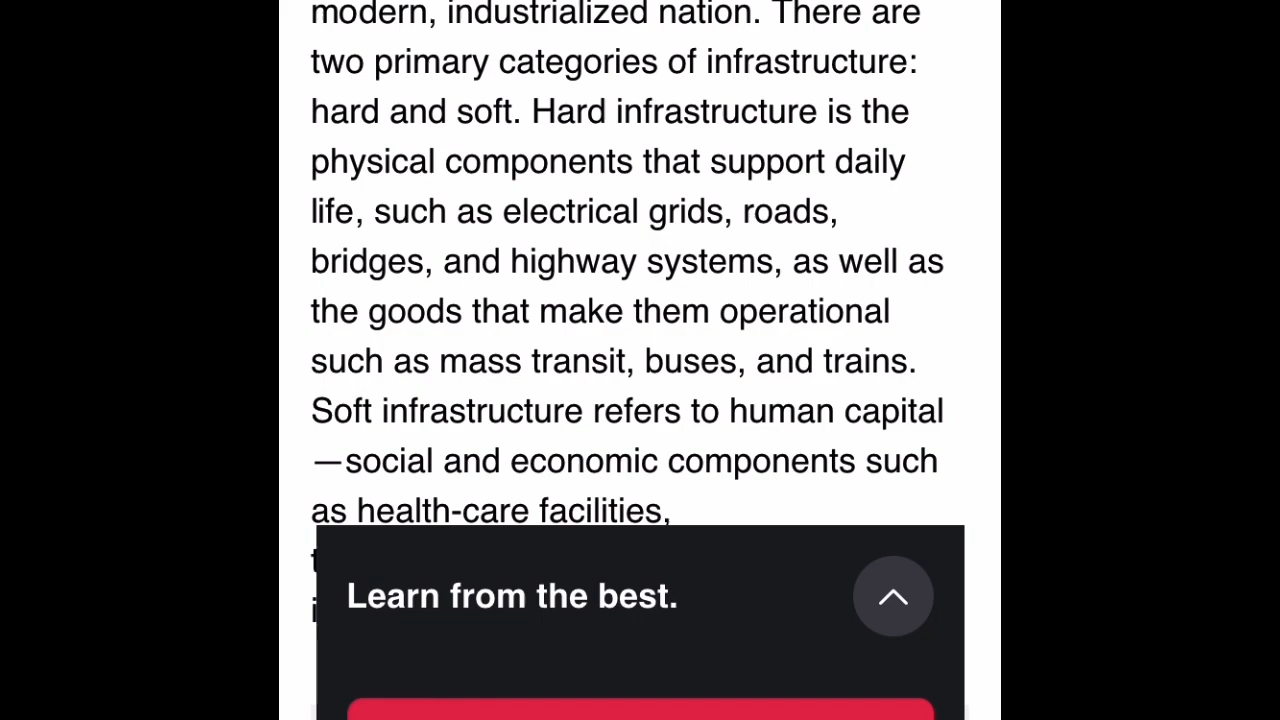 modern, industrialized nation. There are
two primary categories of infrastructure:
hard and soft. Hard infrastructure is the
physical components that support daily
life, such as electrical grids, roads,
bridges, and highway systems, as well as
the goods that make them operational
such as mass transit, buses, and trains.
Soft infrastructure refers to human capital
—social and economic components such
as health-care facilities,
Learn from the best.